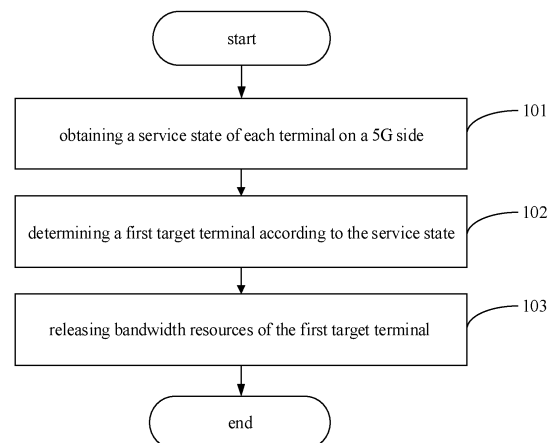 start
obtaining a service state of each terminal on a 5G side
101
determining a first target terminal according to the service state
102
releasing bandwidth resources of the first target terminal
103
end